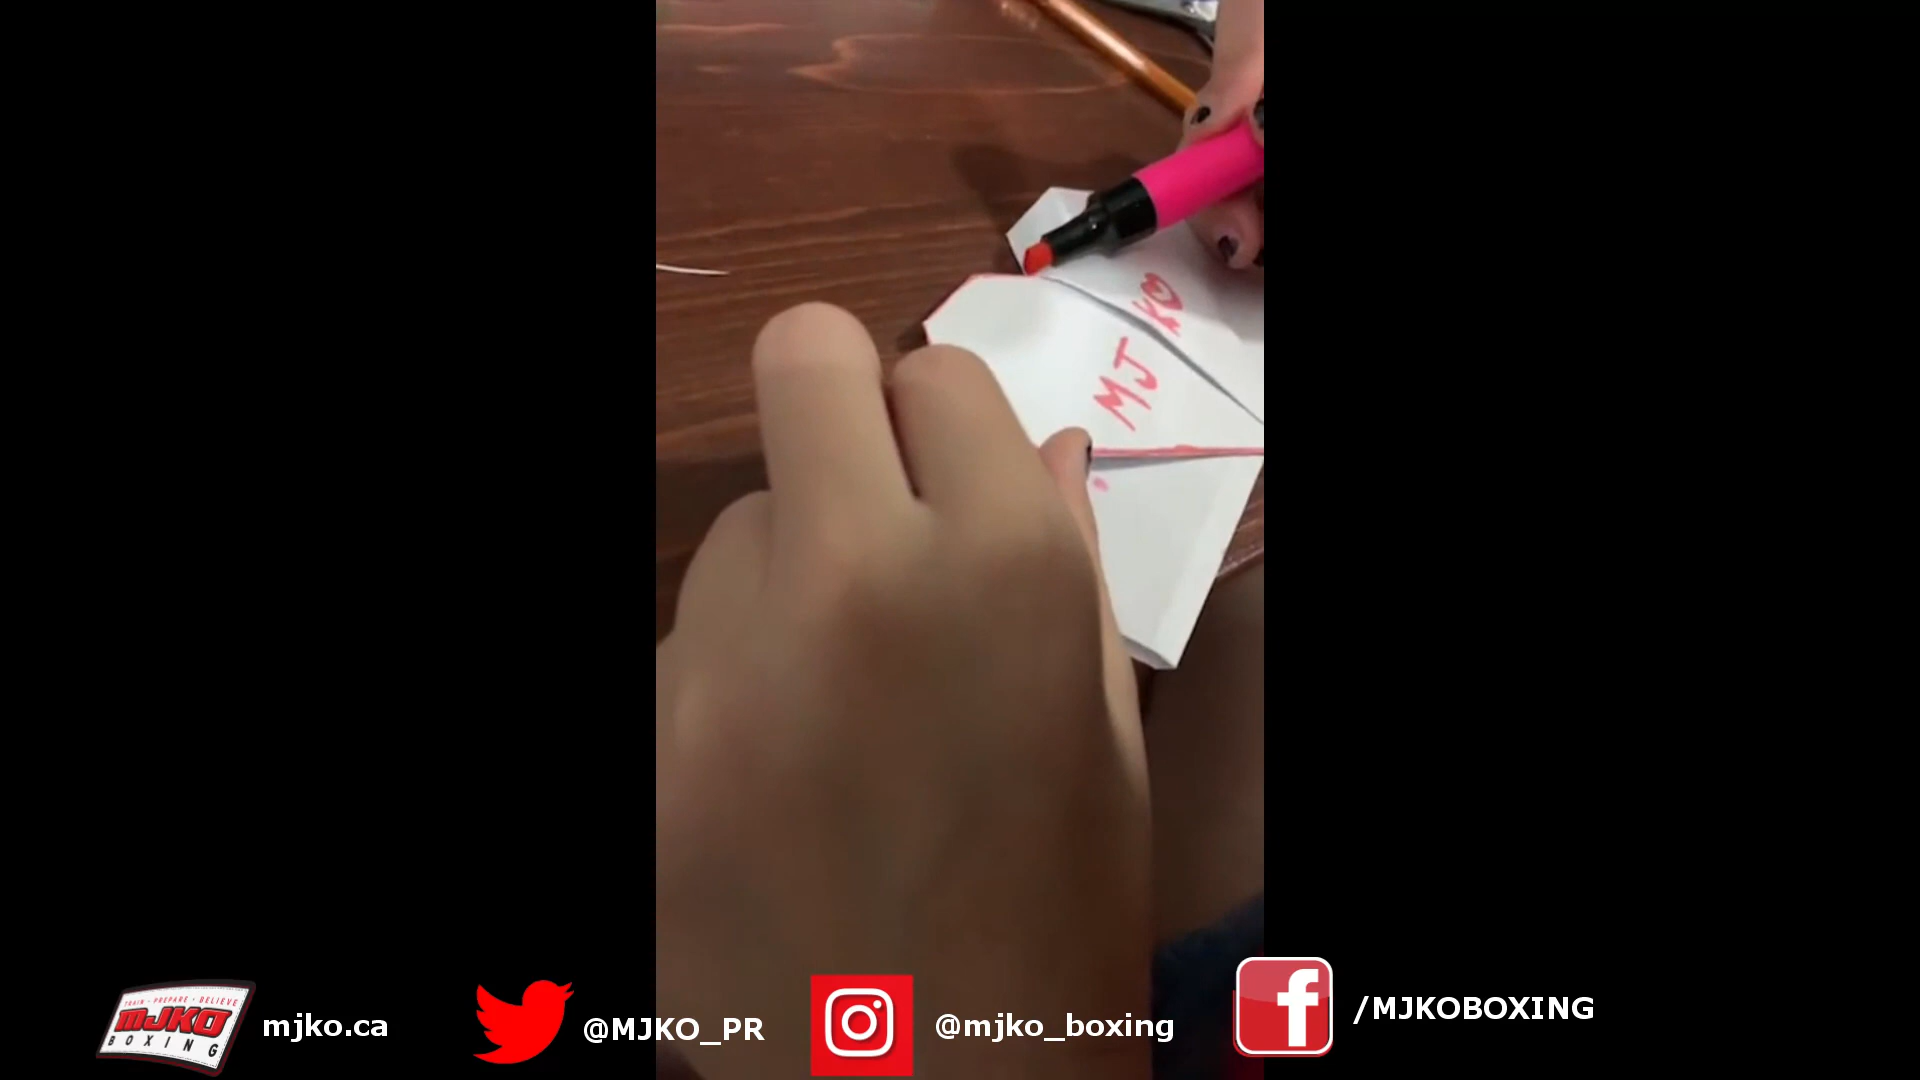 MJ KO
TRAIN • PREPARE • BELIEVE
MJKO
BOXING
mjko.ca
@MJKO_PR
@mjko_boxing
f
/MJKOBOXING